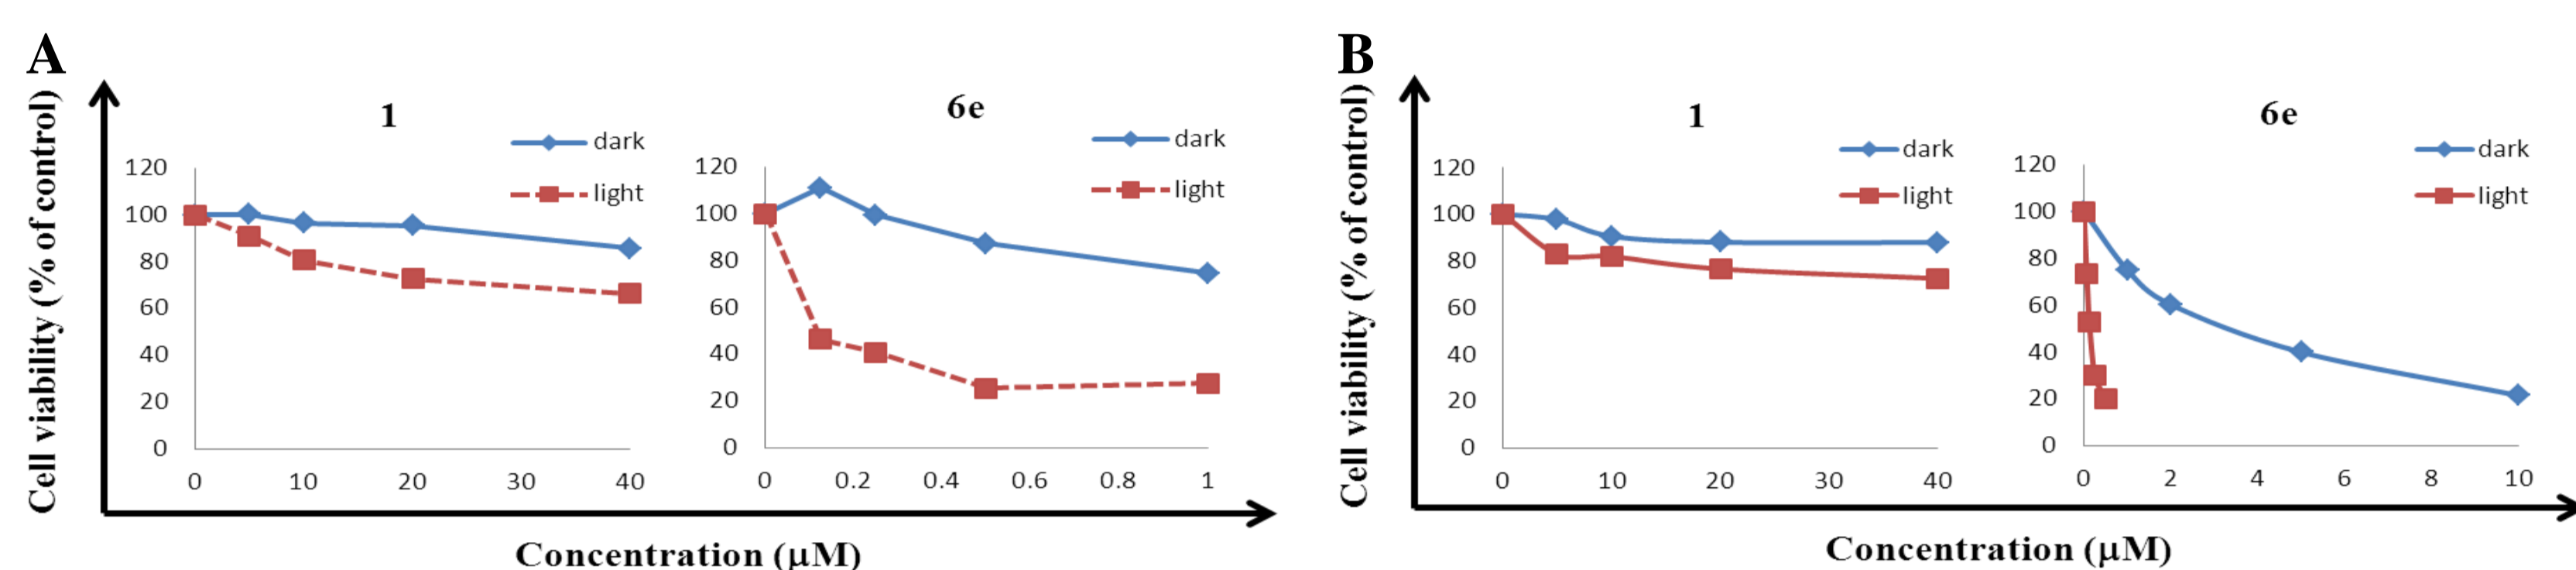 A
Cell viability (% of control)
1
dark
light
120
100
80
60
40
20
0
0 10 20 30 40
6e
dark
light
120
100
80
60
40
20
0
0 0.2 0.4 0.6 0.8 1
Concentration (μM)
B
Cell viability (% of control)
1
dark
light
120
100
80
60
40
20
0
0 10 20 30 40
6e
dark
light
120
100
80
60
40
20
0
0 2 4 6 8 10
Concentration (μM)